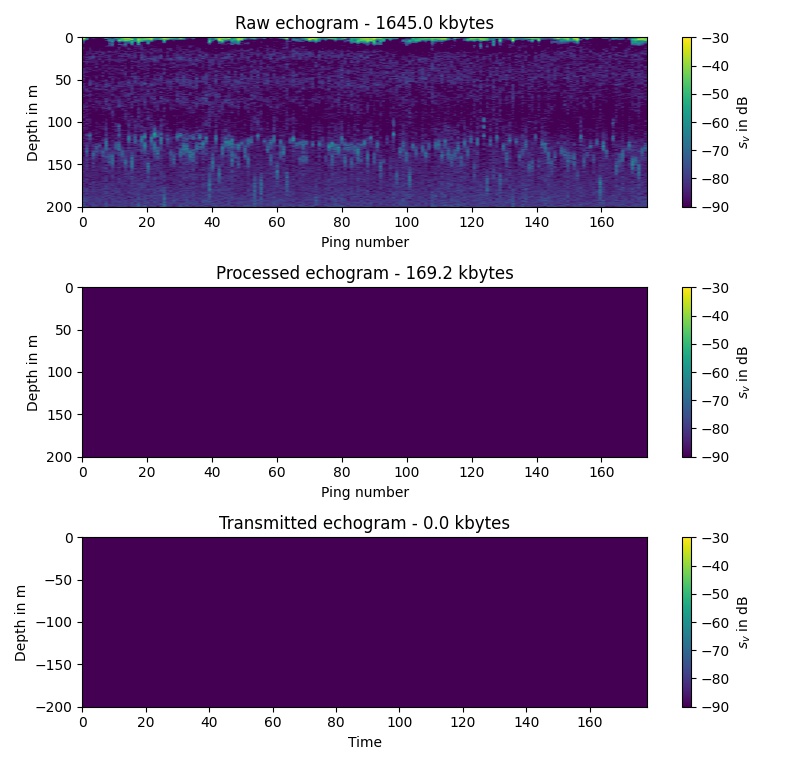 Raw echogram - 1645.0 kbytes
0
50
100
150
200
Depth in m
0 20 40 60 80 100 120 140 160
Ping number
−30
−40
−50
−60
−70
−80
−90
sv in dB
Processed echogram - 169.2 kbytes
0
50
100
150
200
Depth in m
0 20 40 60 80 100 120 140 160
Ping number
−30
−40
−50
−60
−70
−80
−90
sv in dB
Transmitted echogram - 0.0 kbytes
0
−50
−100
−150
−200
Depth in m
0 20 40 60 80 100 120 140 160
Time
−30
−40
−50
−60
−70
−80
−90
sv in dB